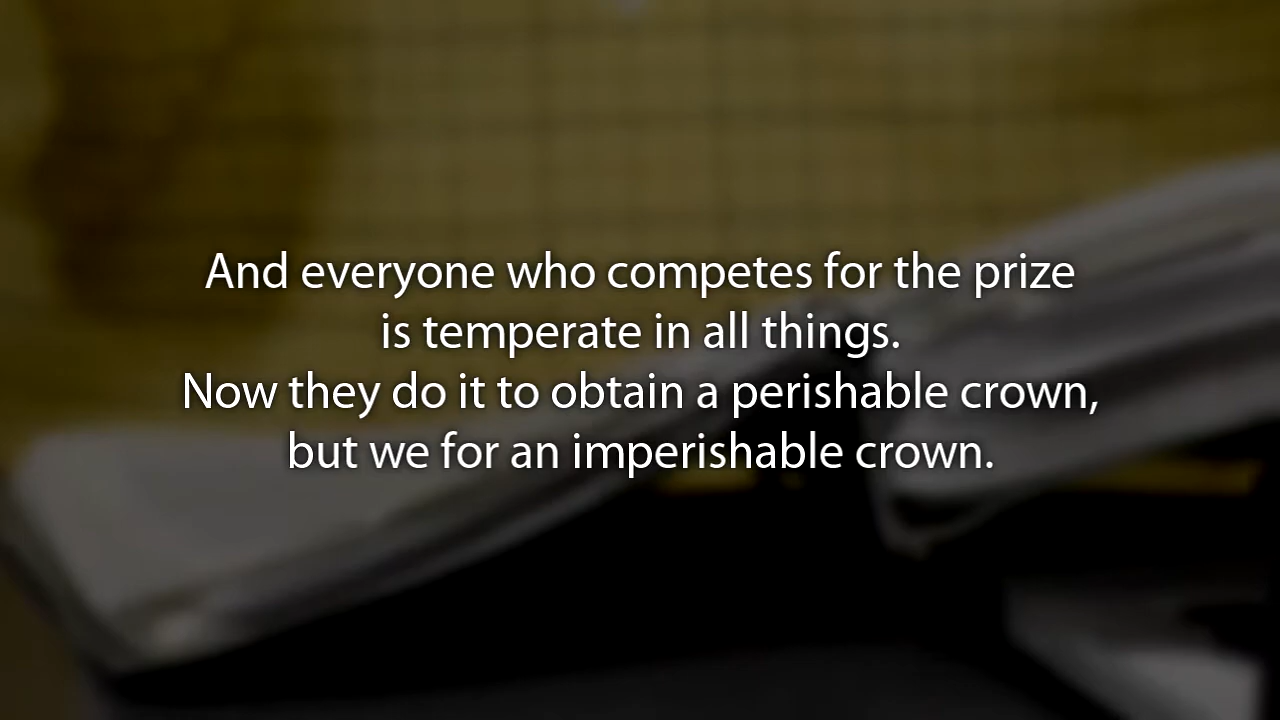 And everyone who competes for the prize
is temperate in all things.
Now they do it to obtain a perishable crown,
but we for an imperishable crown.